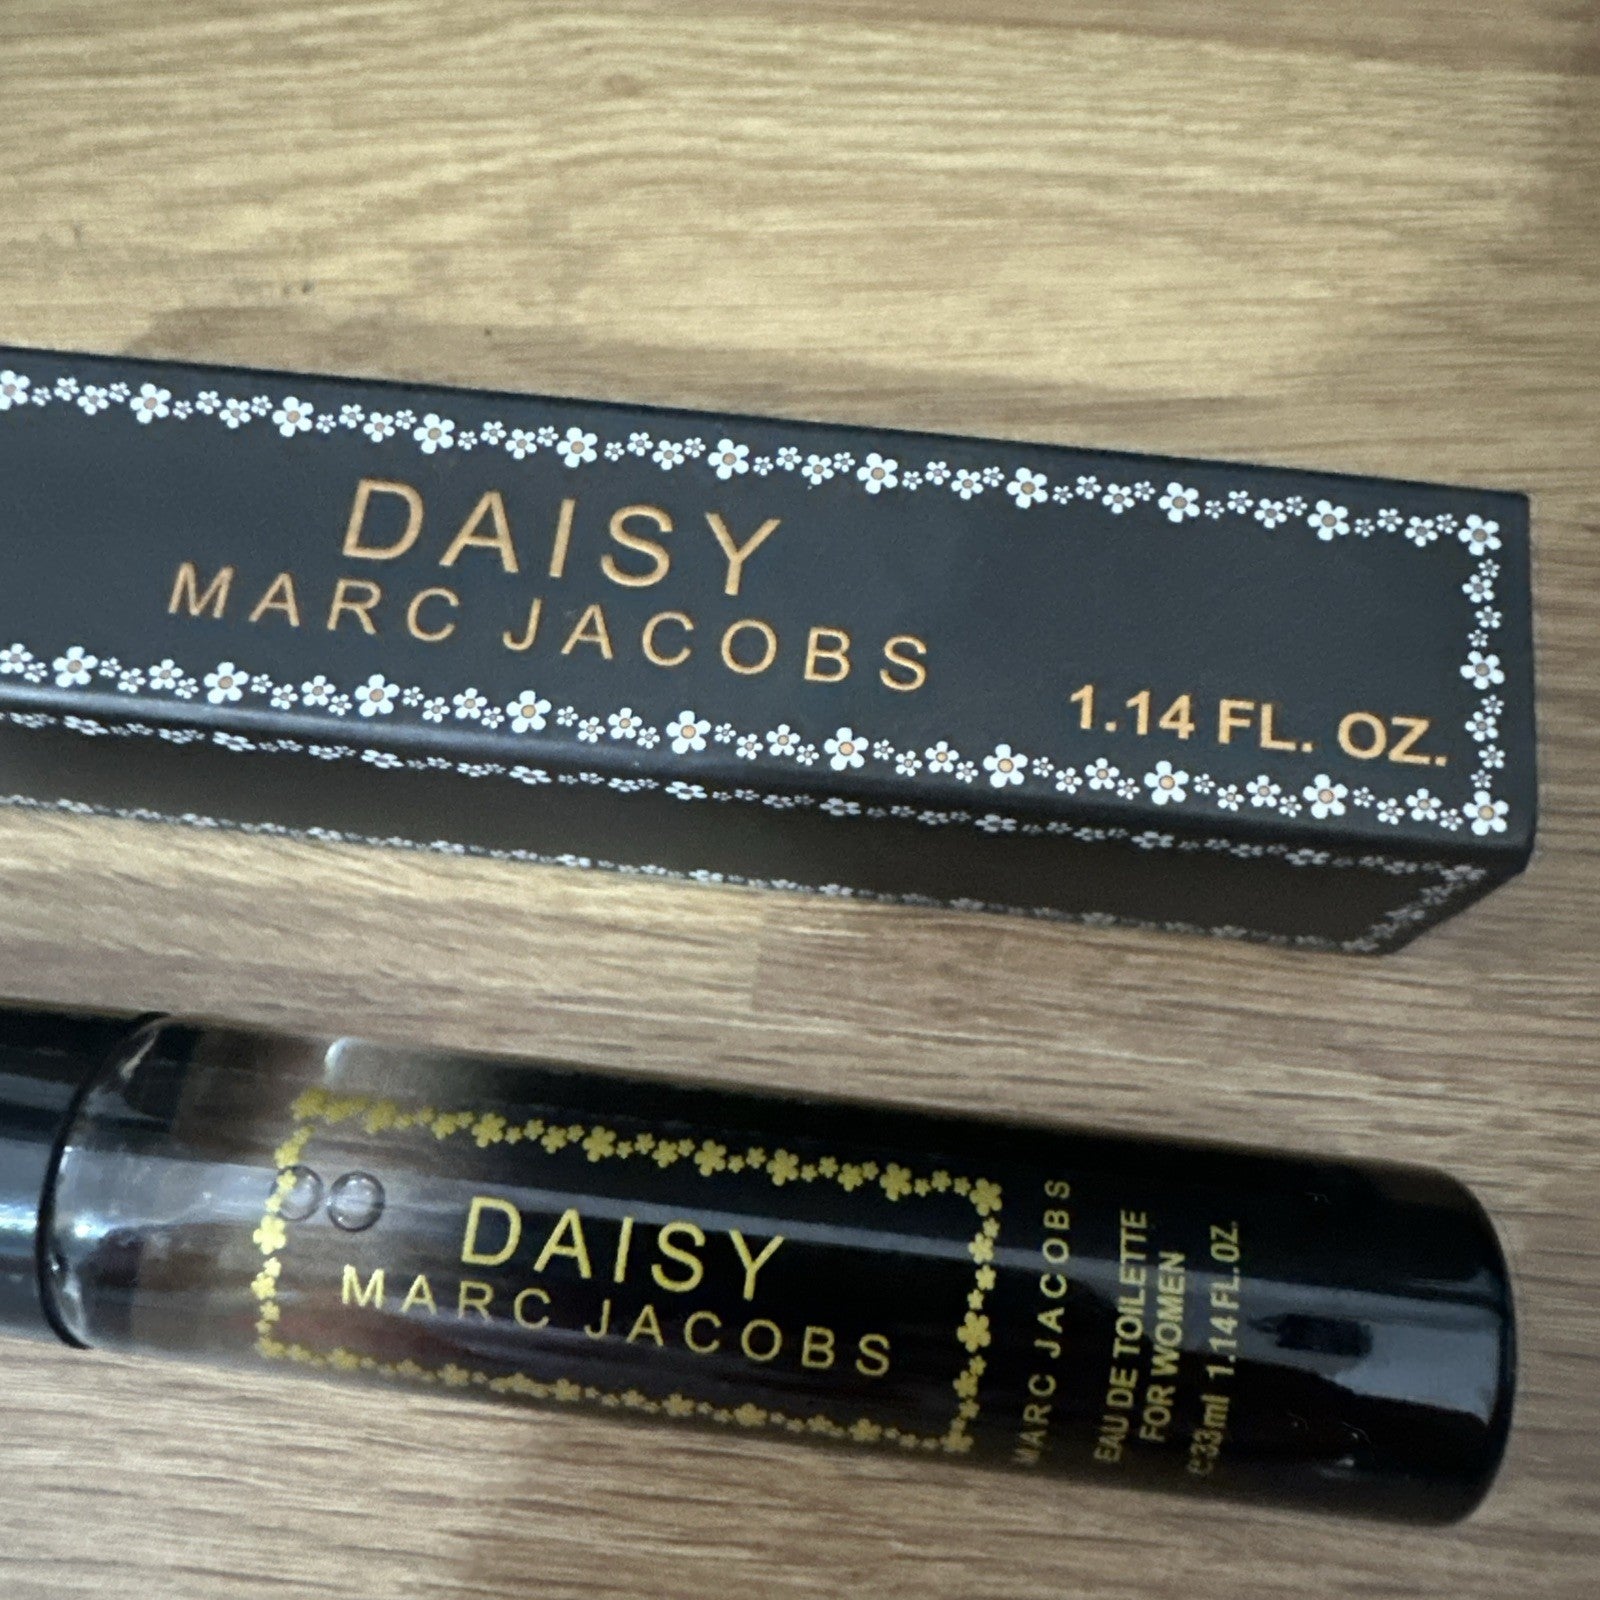 DAISY
MARC JACOBS
1.14 FL. OZ.
DAISY
MARC JACOBS
MARC JACOBS
EAU DE TOILETTE
FOR WOMEN
℮33ml 1.14 FL.OZ.